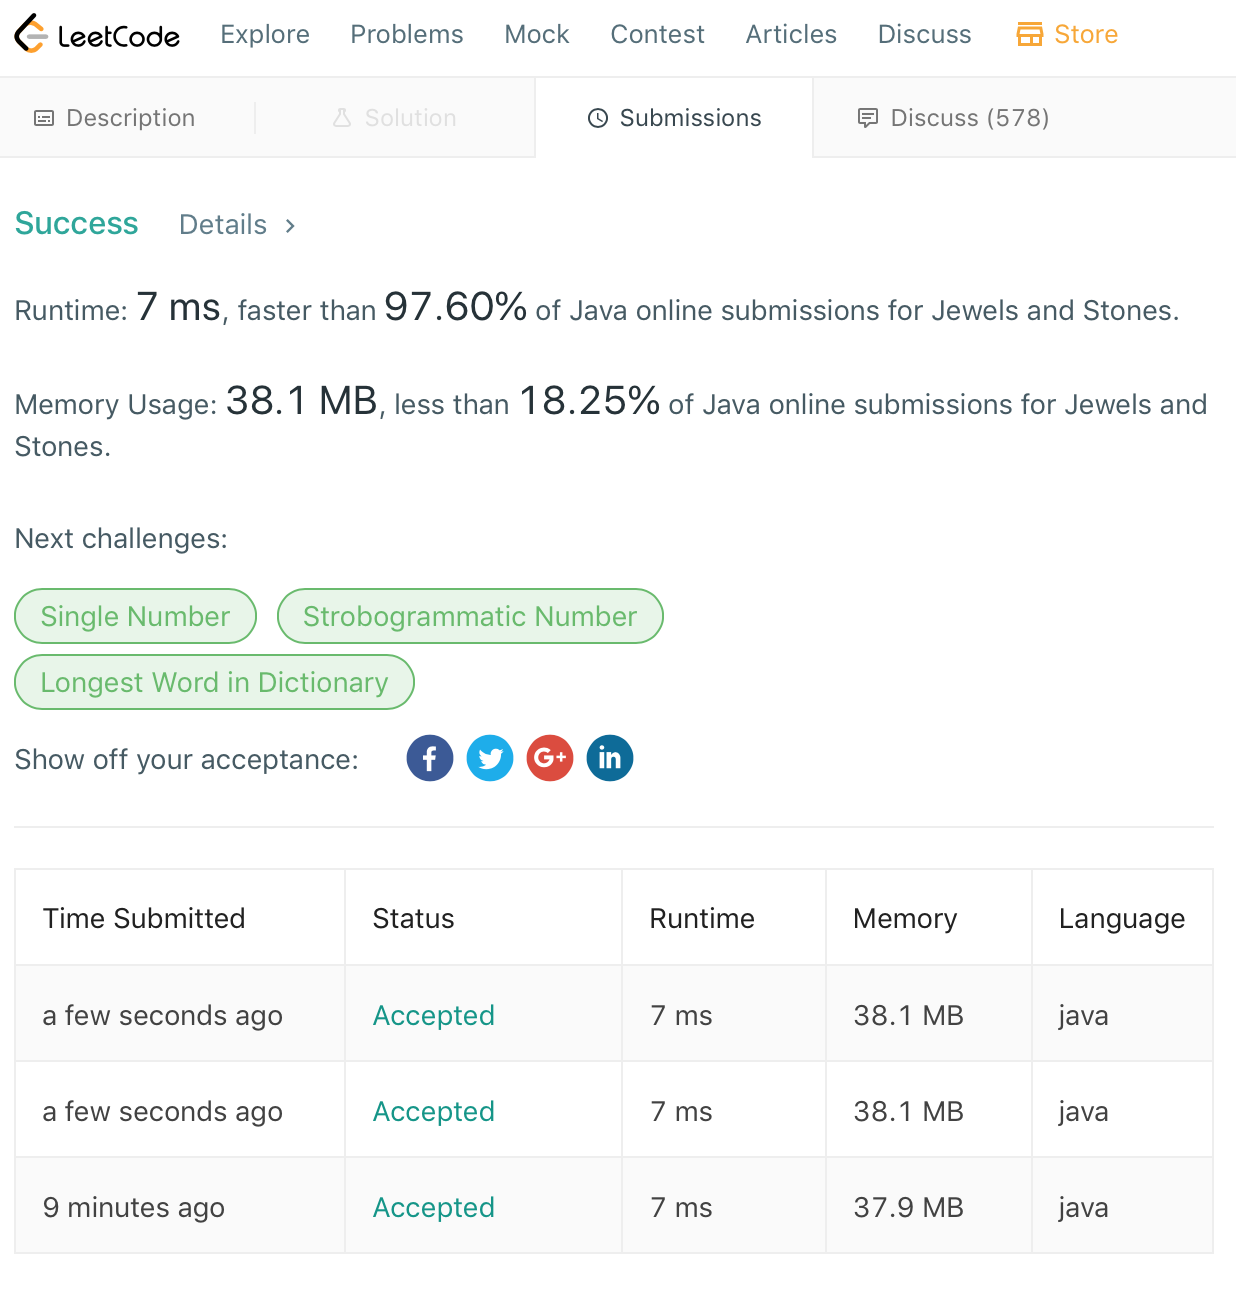 LeetCode Explore Problems Mock Contest Articles Discuss Store
Description Solution Submissions Discuss (578)
Success Details >
Runtime: 7 ms, faster than 97.60% of Java online submissions for Jewels and Stones.
Memory Usage: 38.1 MB, less than 18.25% of Java online submissions for Jewels and
Stones.
Next challenges:
Single Number Strobogrammatic Number
Longest Word in Dictionary
Show off your acceptance: f G+ in
Time Submitted Status Runtime Memory Language
a few seconds ago Accepted 7 ms 38.1 MB java
a few seconds ago Accepted 7 ms 38.1 MB java
9 minutes ago Accepted 7 ms 37.9 MB java